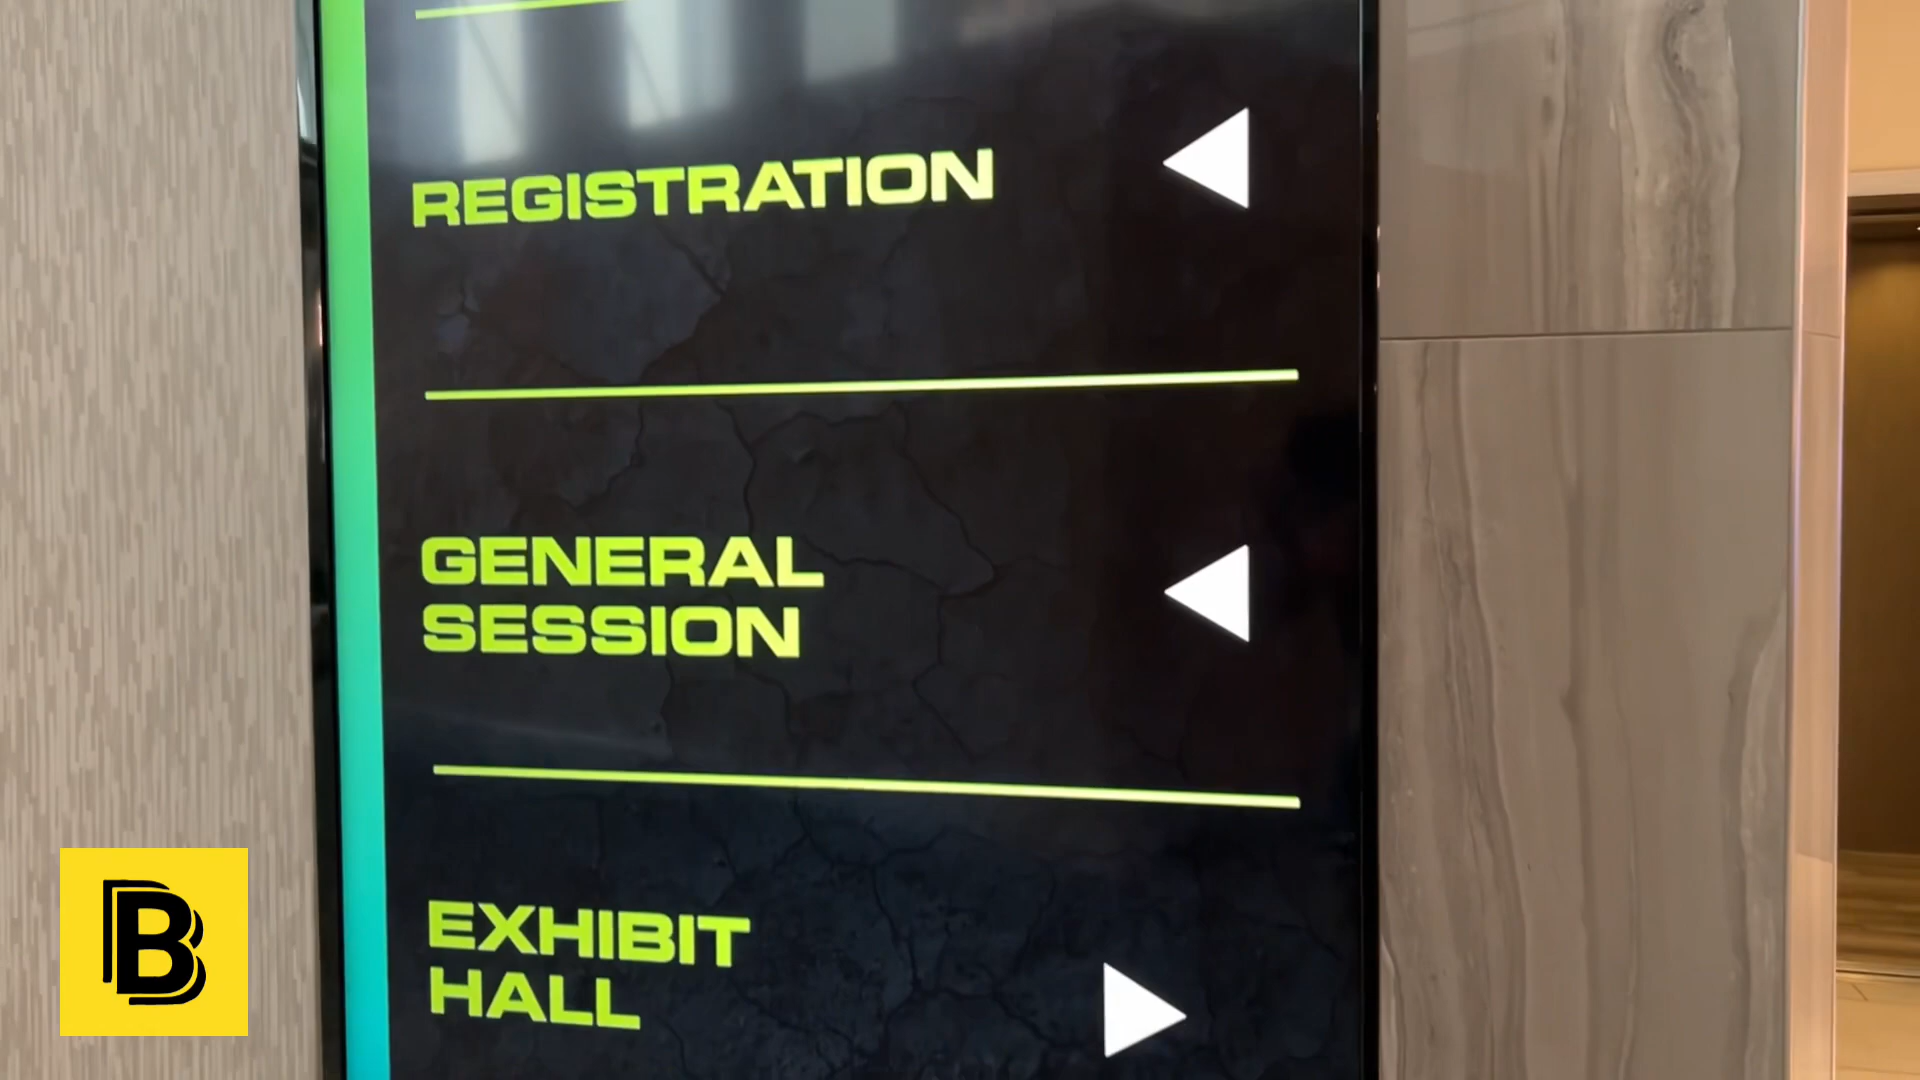 REGISTRATION
GENERAL
SESSION
EXHIBIT
HALL
B